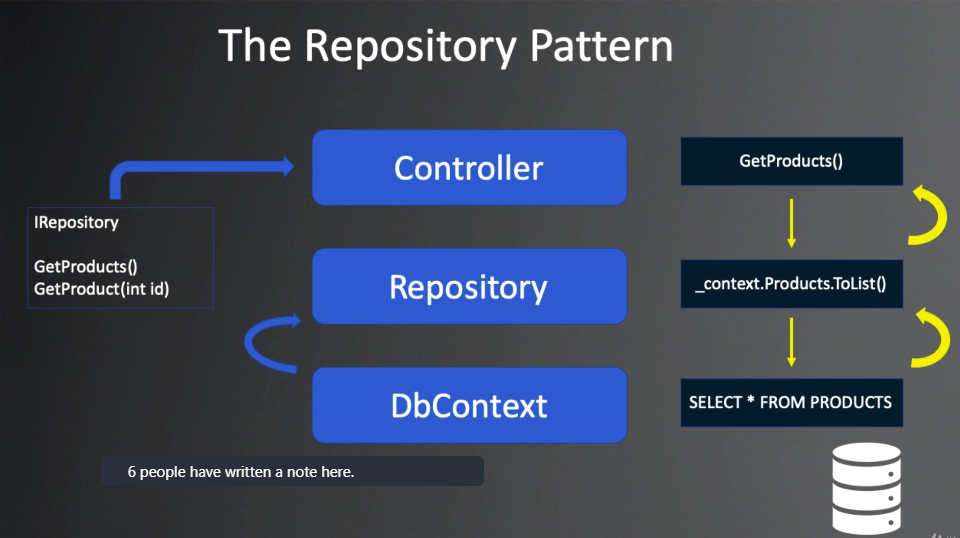 The Repository Pattern
Controller
GetProducts()
IRepository
GetProducts()
GetProduct(int id)
Repository
_context.Products.ToList()
DbContext
SELECT * FROM PRODUCTS
6 people have written a note here.